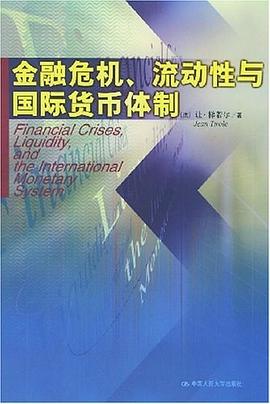 金融危机、流动性与
国际货币体制
[法] 让·梯若尔/著
Jean Tirole
Financial Crises,
Liquidity,
and
the International
Monetary
System
中国人民大学出版社